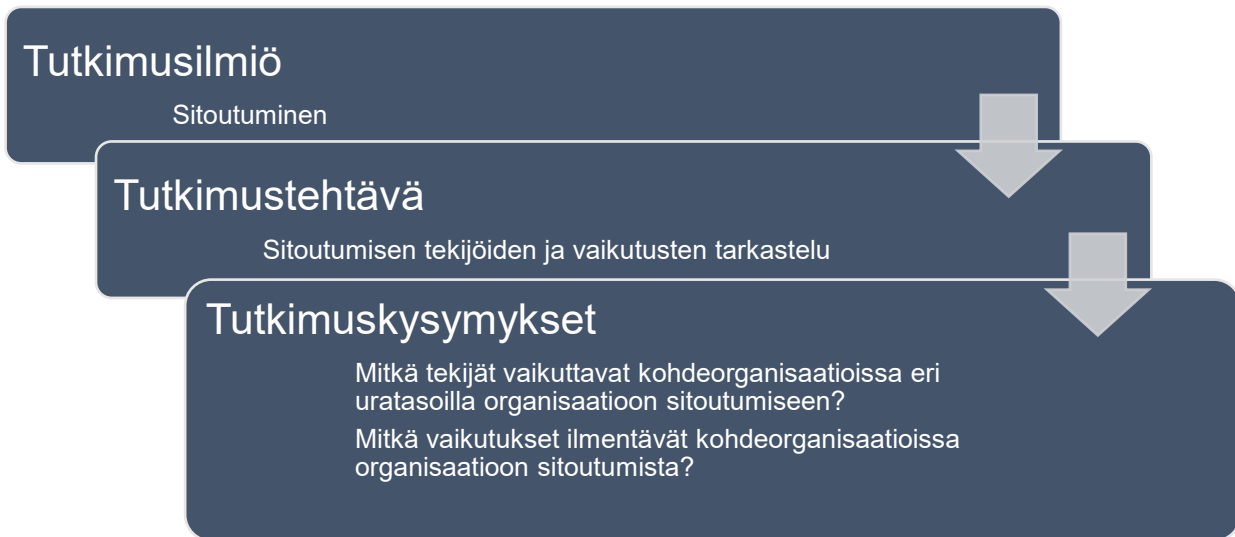 Tutkimusilmiö
Sitoutuminen
Tutkimustehtävä
Sitoutumisen tekijöiden ja vaikutusten tarkastelu
Tutkimuskysymykset
Mitkä tekijät vaikuttavat kohdeorganisaatioissa eri
uratasoilla organisaatioon sitoutumiseen?
Mitkä vaikutukset ilmentävät kohdeorganisaatioissa
organisaatioon sitoutumista?